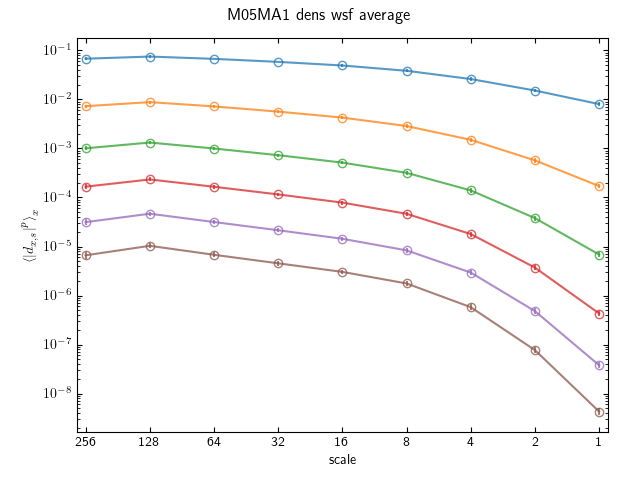 M05MA1 dens wsf average
10⁻¹
10⁻²
10⁻³
10⁻⁴
10⁻⁵
10⁻⁶
10⁻⁷
10⁻⁸
⟨|d_{x,s}|^p⟩_x
256 128 64 32 16 8 4 2 1
scale